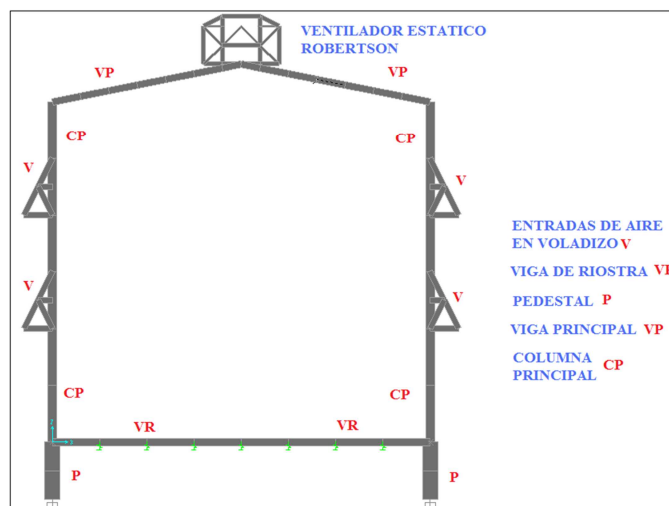 VENTILADOR ESTATICO
ROBERTSON
VP
VP
CP
CP
V
V
ENTRADAS DE AIRE
EN VOLADIZO V
V
V
VIGA DE RIOSTRA
PEDESTAL P
VIGA PRINCIPAL VP
COLUMNA
PRINCIPAL CP
CP
CP
VR
VR
P
P